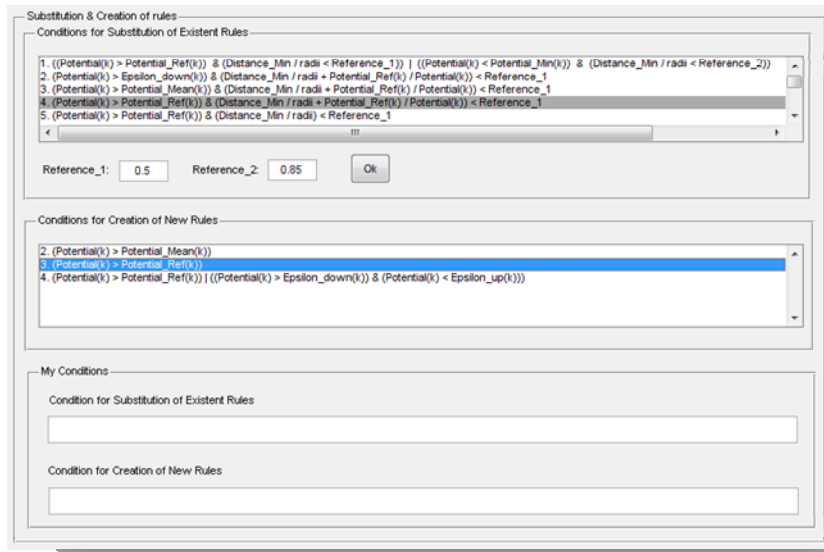 Substitution & Creation of rules
Conditions for Substitution of Existent Rules
1. ((Potential(k) > Potential_Ref(k)) & (Distance_Min / radii < Reference_1)) | ((Potential(k) < Potential_Min(k)) & (Distance_Min / radii < Reference_2))
2. (Potential(k) > Epsilon_down(k)) & (Distance_Min / radii + Potential_Ref(k) / Potential(k)) < Reference_1
3. (Potential(k) > Potential_Mean(k)) & (Distance_Min / radii + Potential_Ref(k) / Potential(k)) < Reference_1
4. (Potential(k) > Potential_Ref(k)) & (Distance_Min / radii + Potential_Ref(k) / Potential(k)) < Reference_1
5. (Potential(k) > Potential_Ref(k)) & (Distance_Min / radii) < Reference_1
Reference_1: 0.5 Reference_2: 0.85 Ok
Conditions for Creation of New Rules
2. (Potential(k) > Potential_Mean(k))
3. (Potential(k) > Potential_Ref(k))
4. (Potential(k) > Potential_Ref(k)) | ((Potential(k) > Epsilon_down(k)) & (Potential(k) < Epsilon_up(k)))
My Conditions
Condition for Substitution of Existent Rules
Condition for Creation of New Rules